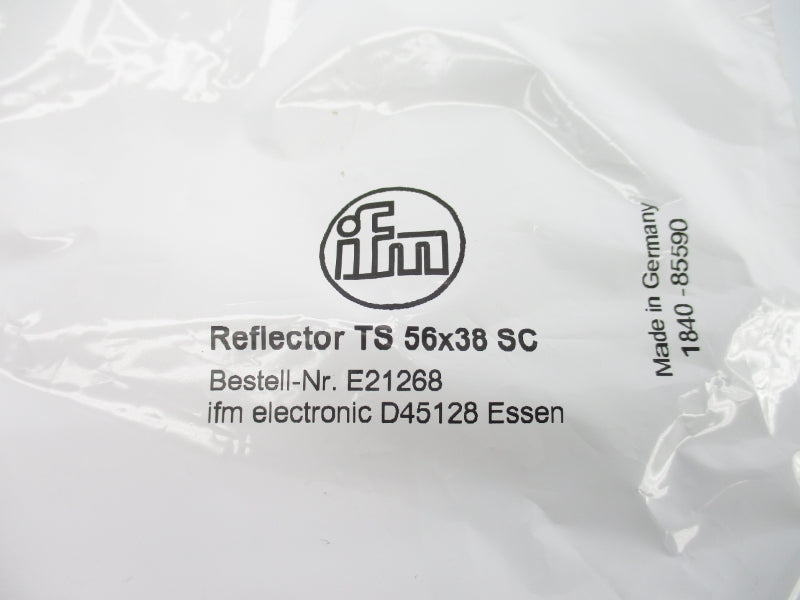 ifm
Reflector TS 56x38 SC
Bestell-Nr. E21268
ifm electronic D45128 Essen
Made in Germany
1840-85590